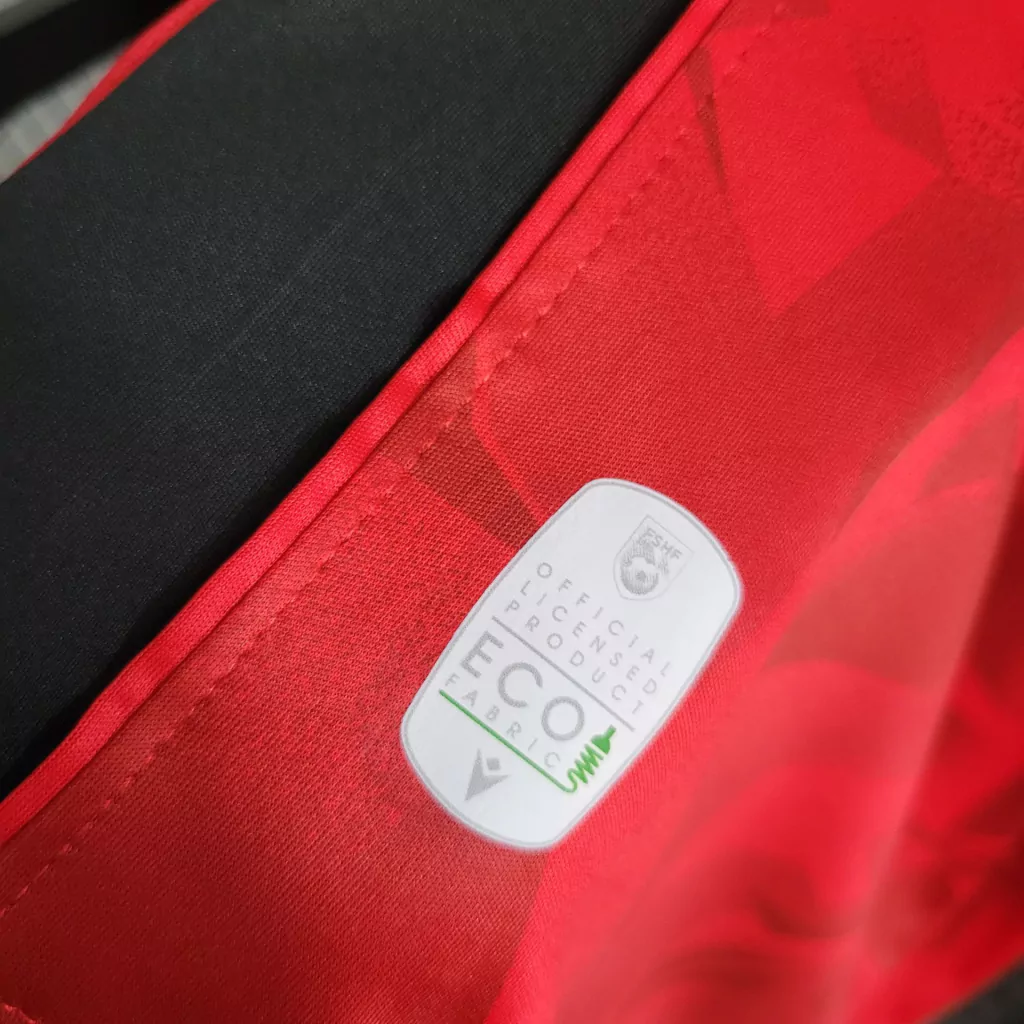 FSHF
OFFICIAL
LICENSED
PRODUCT
ECO
FABRIC